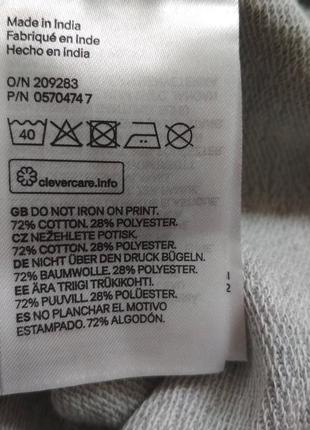 Made in India
Fabriqué en Inde
Hecho en India
O/N 209283
P/N 0570474 7
40
clevercare.info
GB DO NOT IRON ON PRINT.
72% COTTON. 28% POLYESTER.
CZ NEŽEHLETE POTISK.
72% COTTON. 28% POLYESTER.
DE NICHT ÜBER DEN DRUCK BÜGELN.
72% BAUMWOLLE. 28% POLYESTER.
EE ÄRA TRIIGI TRÜKIKOHTI.
72% PUUVILL. 28% POLÜESTER.
ES NO PLANCHAR EL MOTIVO
ESTAMPADO. 72% ALGODÓN.